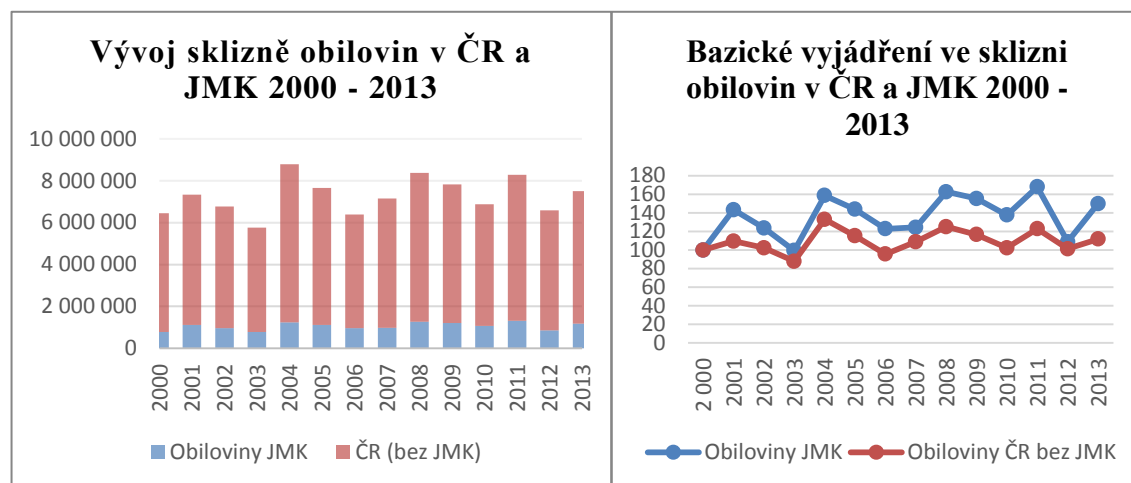 Vývoj sklizně obilovin v ČR a
JMK 2000 - 2013
10 000 000
8 000 000
6 000 000
4 000 000
2 000 000
0
2000 2001 2002 2003 2004 2005 2006 2007 2008 2009 2010 2011 2012 2013
Obiloviny JMK ČR (bez JMK)
Bazické vyjádření ve sklizni
obilovin v ČR a JMK 2000 -
2013
180
160
140
120
100
80
60
40
20
0
2 000 2001 2002 2003 2004 2005 2006 2007 2008 2009 2010 2011 2012 2013
Obiloviny JMK Obiloviny ČR bez JMK